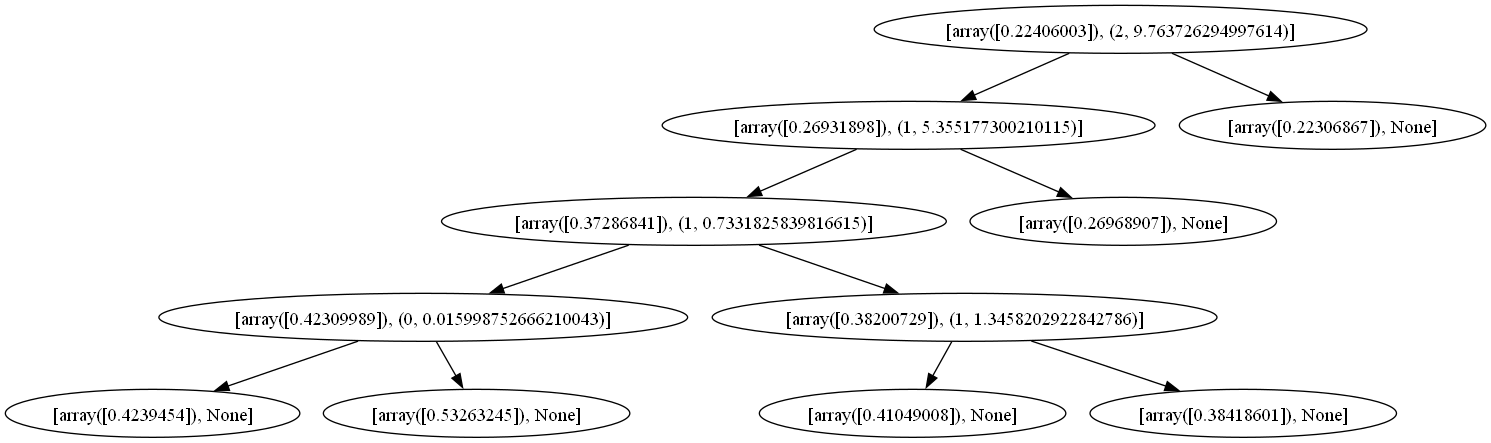 [array([0.22406003]), (2, 9.763726294997614)]
[array([0.26931898]), (1, 5.355177300210115)]
[array([0.22306867]), None]
[array([0.37286841]), (1, 0.7331825839816615)]
[array([0.26968907]), None]
[array([0.42309989]), (0, 0.015998752666210043)]
[array([0.38200729]), (1, 1.3458202922842786)]
[array([0.4239454]), None]
[array([0.53263245]), None]
[array([0.41049008]), None]
[array([0.38418601]), None]